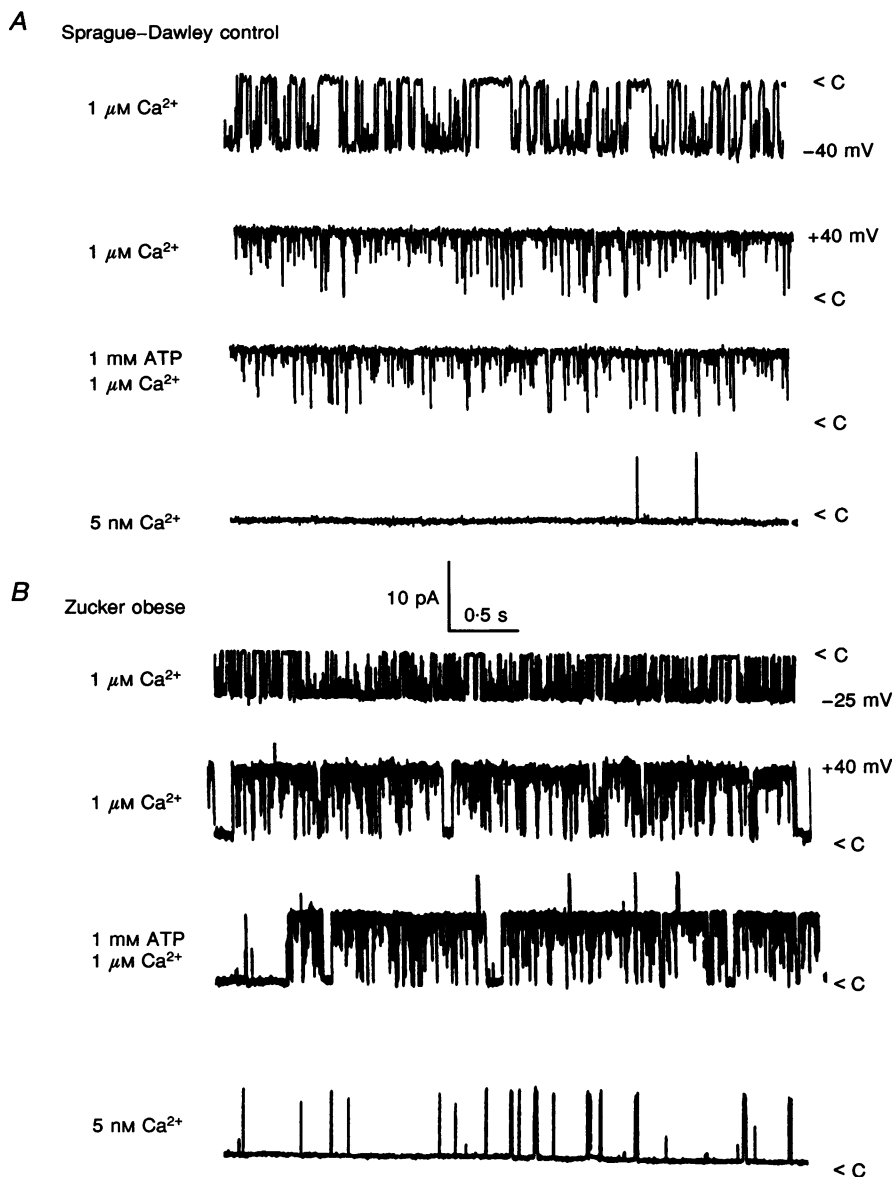 A Sprague–Dawley control
1 μM Ca²⁺
< C
−40 mV
1 μM Ca²⁺
+40 mV
< C
1 mM ATP
1 μM Ca²⁺
< C
5 nM Ca²⁺
< C
B Zucker obese
10 pA
0·5 s
1 μM Ca²⁺
< C
−25 mV
1 μM Ca²⁺
+40 mV
< C
1 mM ATP
1 μM Ca²⁺
< C
5 nM Ca²⁺
< C